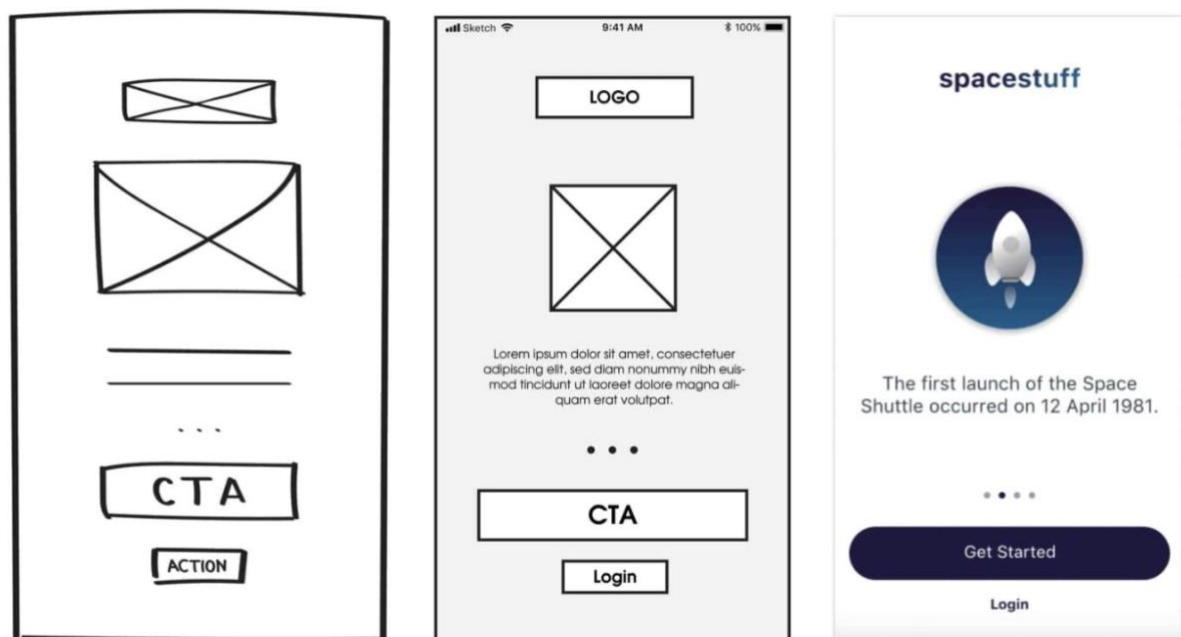 CTA
ACTION
Sketch
9:41 AM
100%
LOGO
Lorem ipsum dolor sit amet, consectetuer
adipiscing elit, sed diam nonummy nibh euis-
mod tincidunt ut laoreet dolore magna ali-
quam erat volutpat.
CTA
Login
spacestuff
The first launch of the Space
Shuttle occurred on 12 April 1981.
Get Started
Login